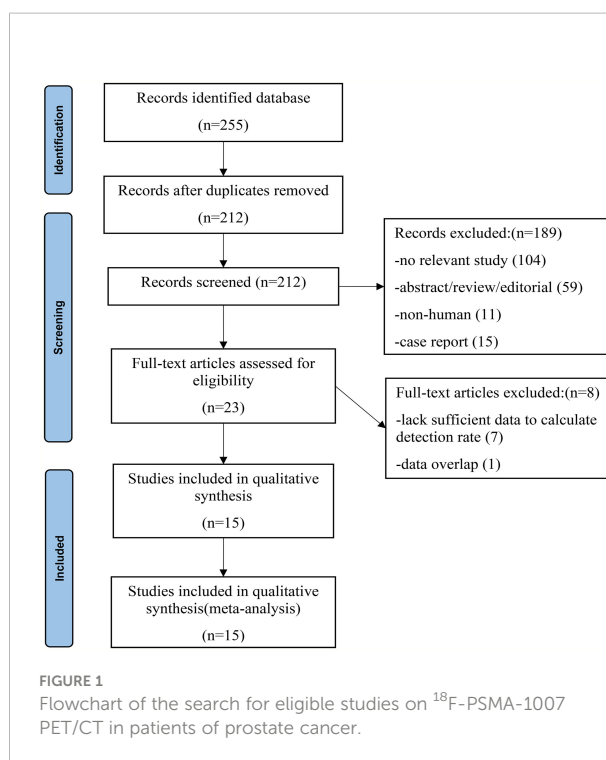 Identification
Records identified database
(n=255)
Records after duplicates removed
(n=212)
Screening
Records screened (n=212)
Records excluded:(n=189)
-no relevant study (104)
-abstract/review/editorial (59)
-non-human (11)
-case report (15)
Full-text articles assessed for
eligibility
(n=23)
Full-text articles excluded:(n=8)
-lack sufficient data to calculate
detection rate (7)
-data overlap (1)
Included
Studies included in qualitative
synthesis
(n=15)
Studies included in qualitative
synthesis(meta-analysis)
(n=15)
FIGURE 1
Flowchart of the search for eligible studies on ¹⁸F-PSMA-1007
PET/CT in patients of prostate cancer.